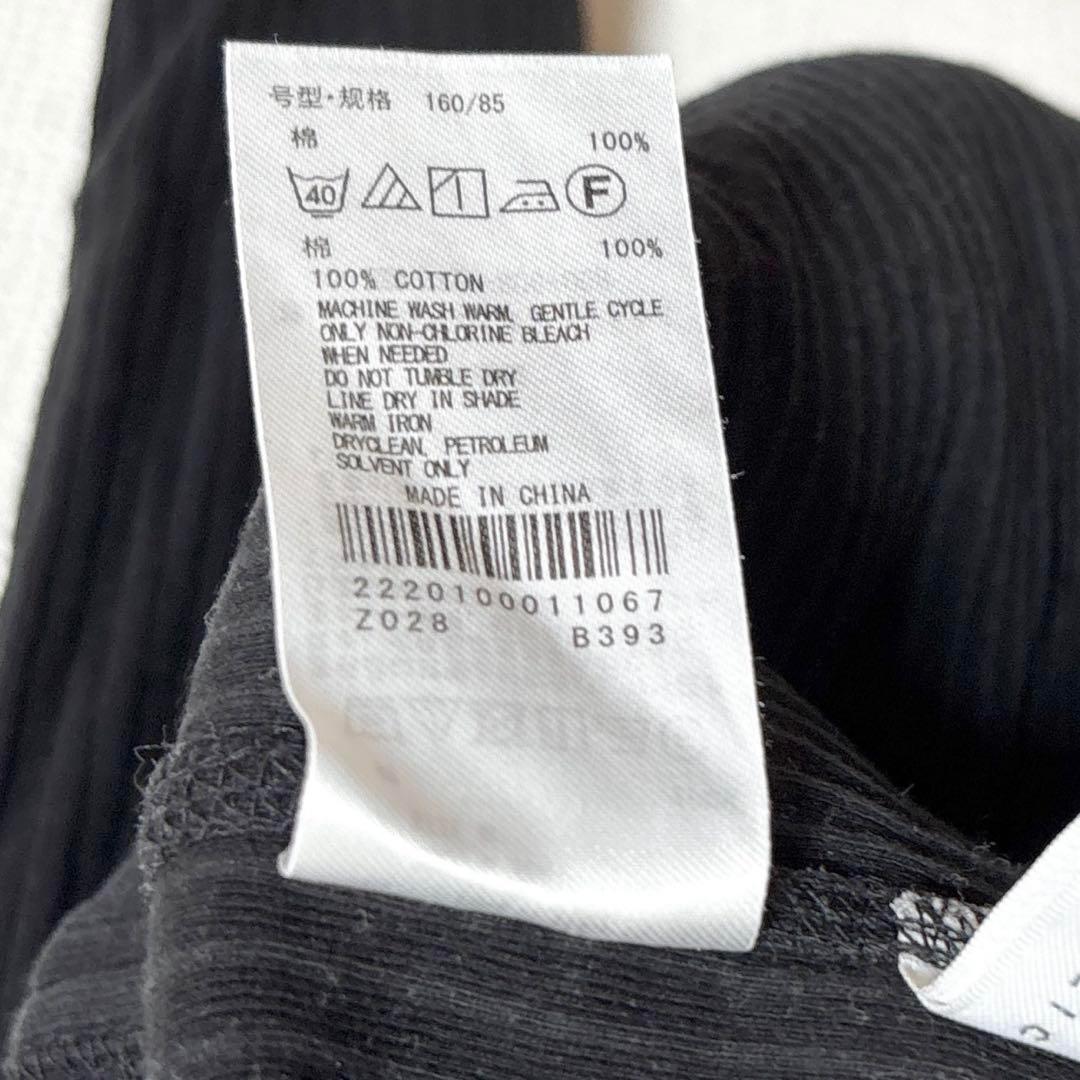 号型·规格 160/85
棉 100%
40 F
棉 100%
100% COTTON
MACHINE WASH WARM, GENTLE CYCLE
ONLY NON-CHLORINE BLEACH
WHEN NEEDED
DO NOT TUMBLE DRY
LINE DRY IN SHADE
WARM IRON
DRYCLEAN, PETROLEUM
SOLVENT ONLY
MADE IN CHINA
2220100011067
Z028 B393